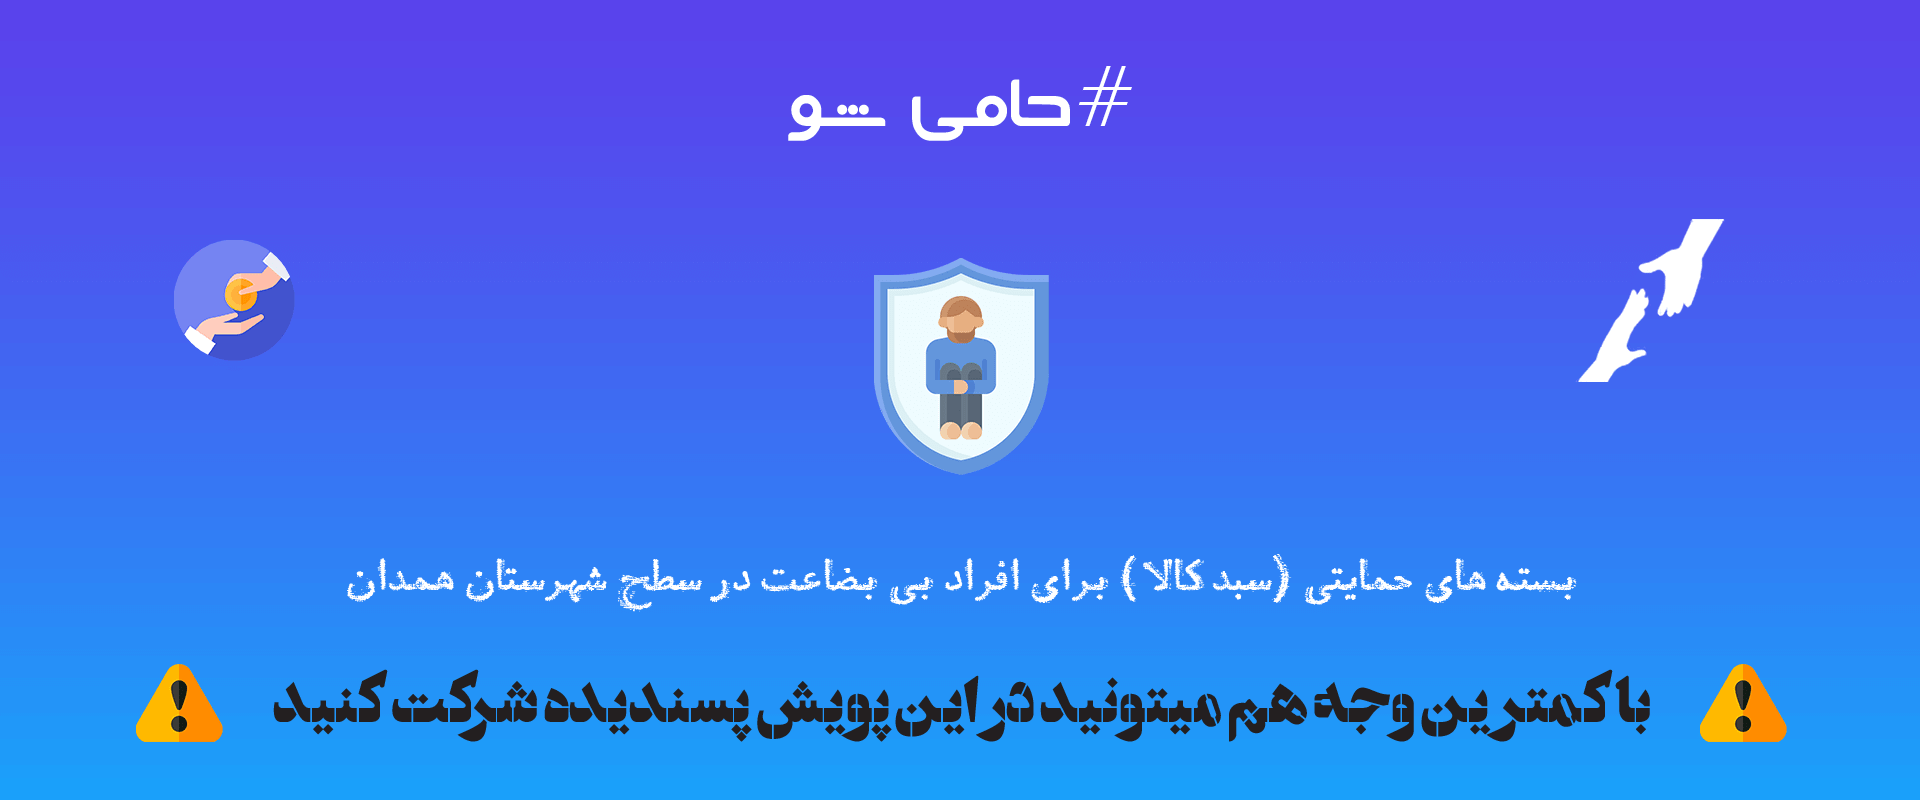 #حامی شو
بسته های حمایتی (سبد کالا) برای افراد بی بضاعت در سطح شهرستان همدان
با کمترین وجه هم میتونید در این پویش پسندیده شرکت کنید